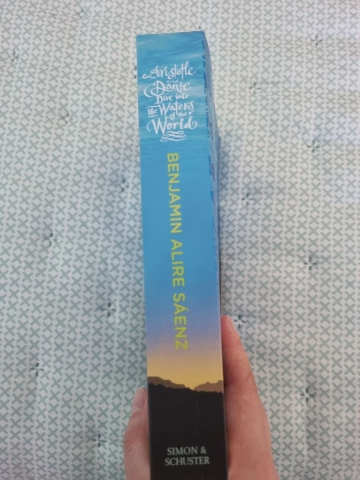 Aristotle
and
Dante
Dive into
the Waters
of the
World
BENJAMIN ALIRE SÁENZ
SIMON &
SCHUSTER